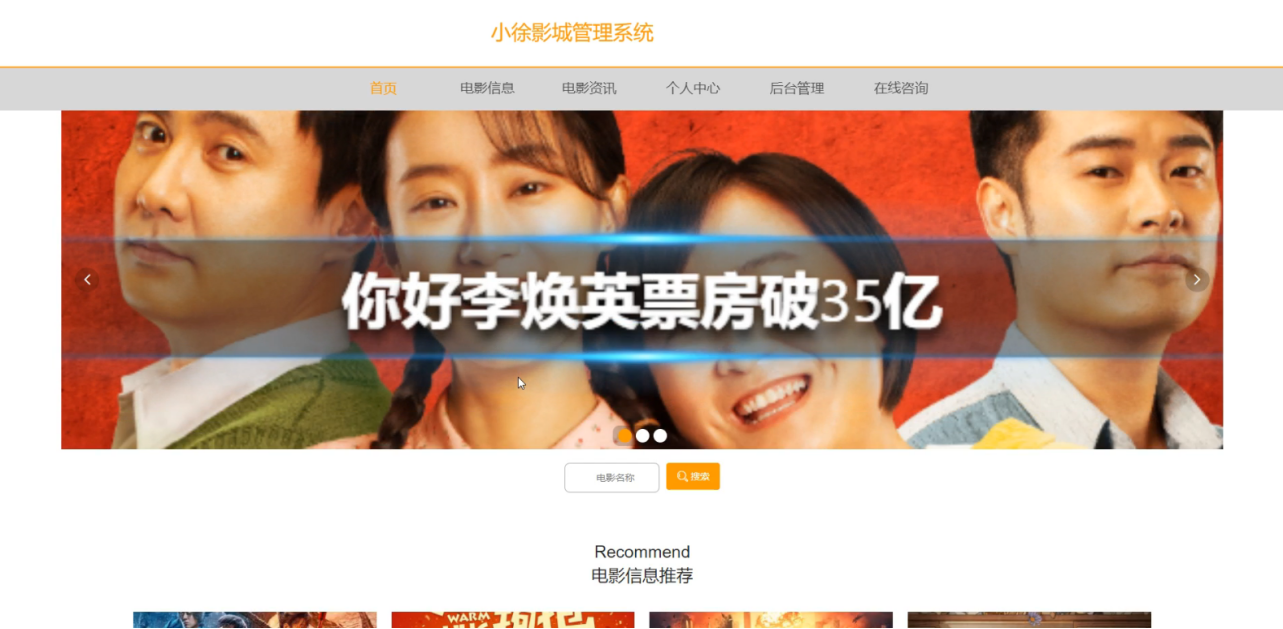 小徐影城管理系统
首页 电影信息 电影资讯 个人中心 后台管理 在线咨询
你好李焕英票房破35亿
电影名称 搜索
Recommend
电影信息推荐
WARM